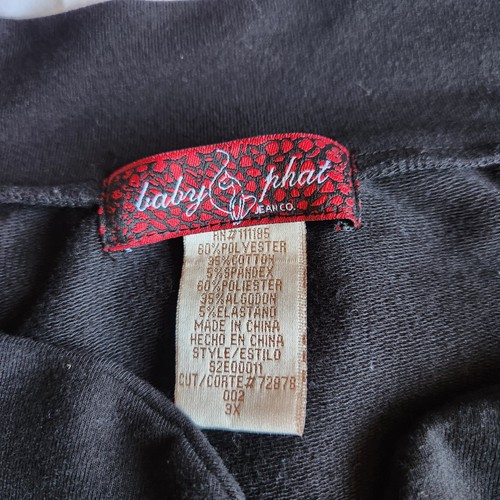 baby phat
JEAN CO.
RN#111185
60%POLYESTER
35%COTTON
5%SPANDEX
60%POLIESTER
35%ALGODON
5%ELASTANO
MADE IN CHINA
HECHO EN CHINA
STYLE/ESTILO
S2E00011
CUT/CORTE#72878
002
3X